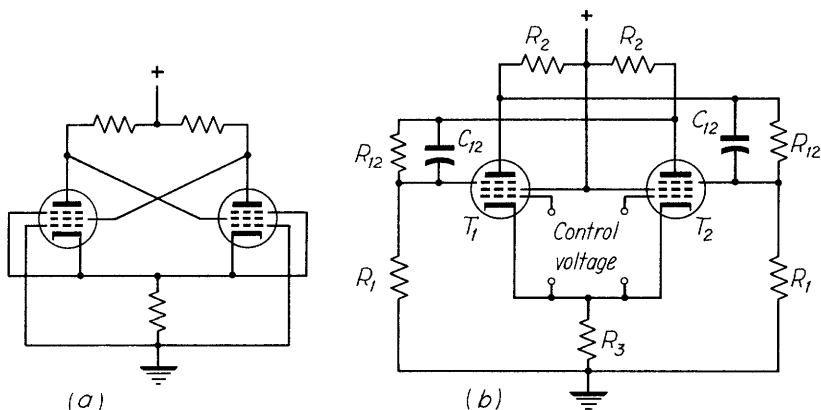 +
(a)
+
R2 R2
R12 C12 C12 R12
T1 Control voltage T2
R1 R1
R3
(b)